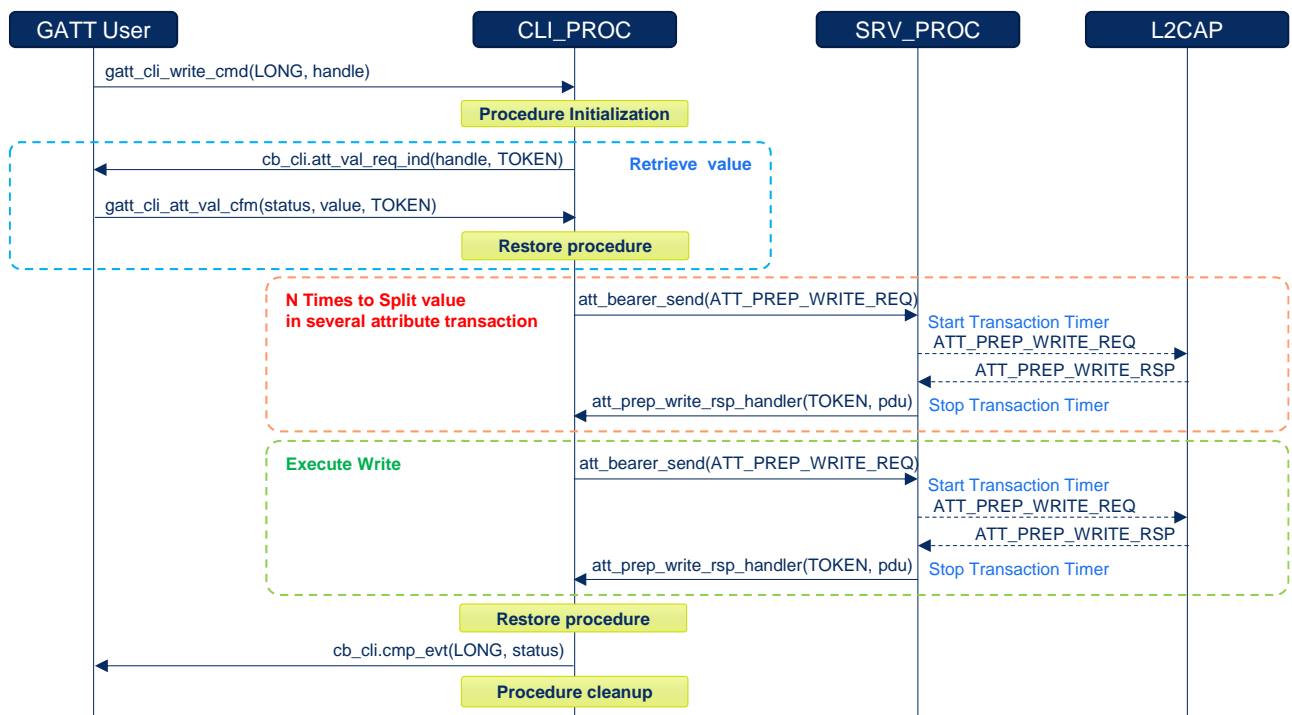 GATT User
CLI_PROC
SRV_PROC
L2CAP
gatt_cli_write_cmd(LONG, handle)
Procedure Initialization
cb_cli.att_val_req_ind(handle, TOKEN)
Retrieve value
gatt_cli_att_val_cfm(status, value, TOKEN)
Restore procedure
N Times to Split value
in several attribute transaction
att_bearer_send(ATT_PREP_WRITE_REQ)
Start Transaction Timer
ATT_PREP_WRITE_REQ
ATT_PREP_WRITE_RSP
att_prep_write_rsp_handler(TOKEN, pdu)
Stop Transaction Timer
Execute Write
att_bearer_send(ATT_PREP_WRITE_REQ)
Start Transaction Timer
ATT_PREP_WRITE_REQ
ATT_PREP_WRITE_RSP
att_prep_write_rsp_handler(TOKEN, pdu)
Stop Transaction Timer
Restore procedure
cb_cli.cmp_evt(LONG, status)
Procedure cleanup